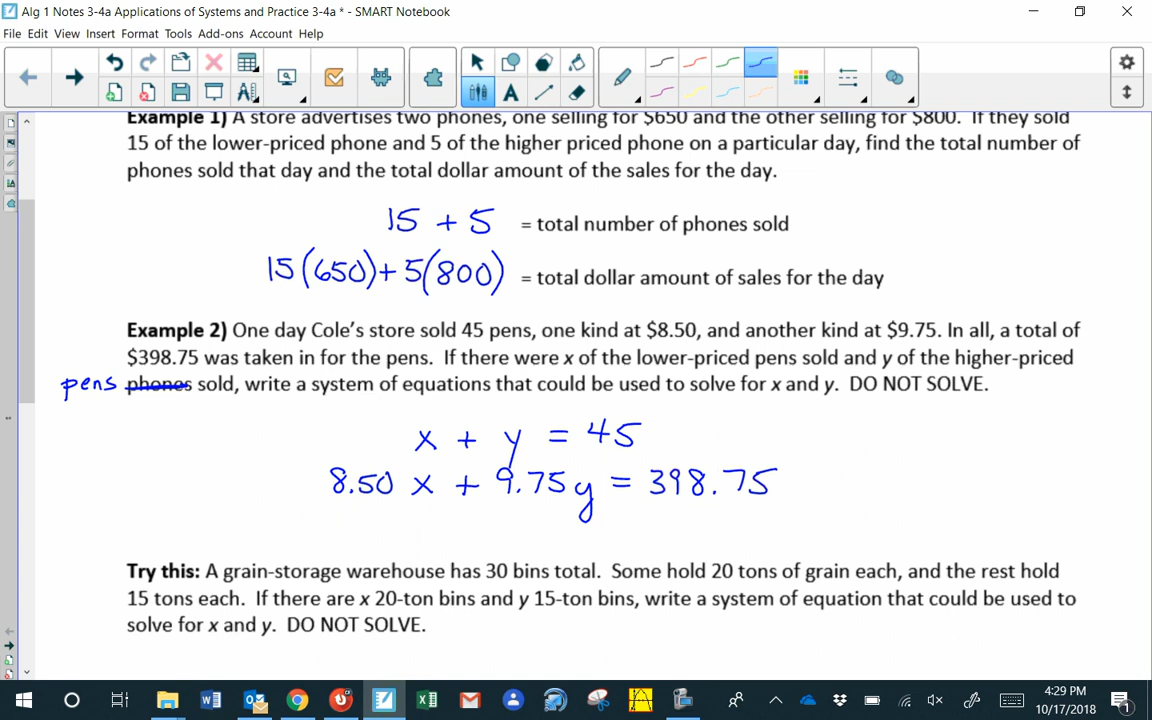 Alg 1 Notes 3-4a Applications of Systems and Practice 3-4a * - SMART Notebook
File Edit View Insert Format Tools Add-ons Account Help
Example 1) A store advertises two phones, one selling for $650 and the other selling for $800. If they sold
15 of the lower-priced phone and 5 of the higher priced phone on a particular day, find the total number of
phones sold that day and the total dollar amount of the sales for the day.
15 + 5 = total number of phones sold
15(650)+ 5(800) = total dollar amount of sales for the day
Example 2) One day Cole's store sold 45 pens, one kind at $8.50, and another kind at $9.75. In all, a total of
$398.75 was taken in for the pens. If there were x of the lower-priced pens sold and y of the higher-priced
pens phones sold, write a system of equations that could be used to solve for x and y. DO NOT SOLVE.
x + y = 45
8.50 x + 9.75y = 398.75
Try this: A grain-storage warehouse has 30 bins total. Some hold 20 tons of grain each, and the rest hold
15 tons each. If there are x 20-ton bins and y 15-ton bins, write a system of equation that could be used to
solve for x and y. DO NOT SOLVE.
4:29 PM
10/17/2018
1